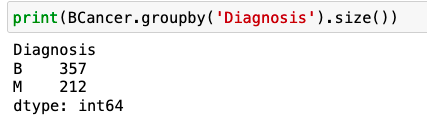 print(BCancer.groupby('Diagnosis').size())
Diagnosis
B    357
M    212
dtype: int64